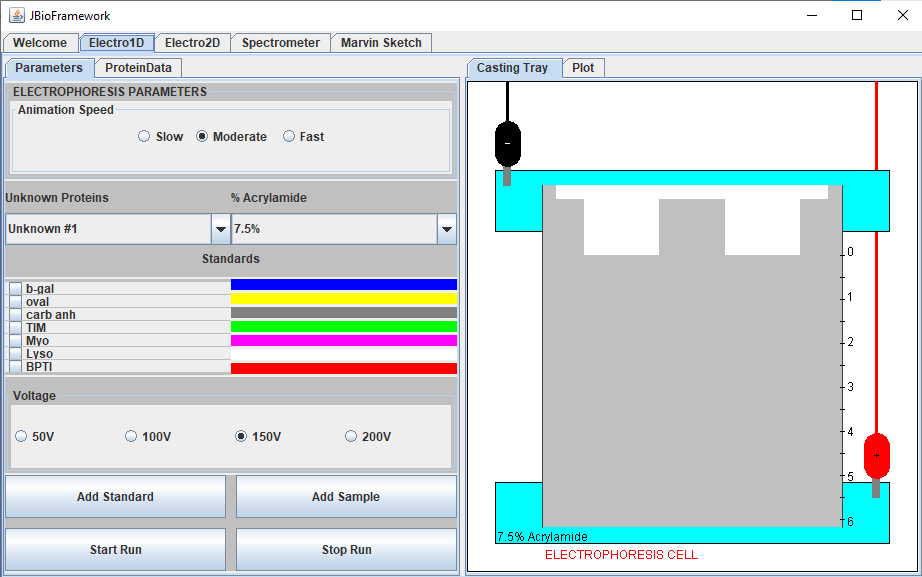 JBioFramework
Welcome Electro1D Electro2D Spectrometer Marvin Sketch
Parameters ProteinData
ELECTROPHORESIS PARAMETERS
Animation Speed
Slow Moderate Fast
Unknown Proteins % Acrylamide
Unknown #1 7.5%
Standards
b-gal
oval
carb anh
TIM
Myo
Lyso
BPTI
Voltage
50V 100V 150V 200V
Add Standard Add Sample
Start Run Stop Run
Casting Tray Plot
-
0
1
2
3
4
+
5
6
7.5% Acrylamide
ELECTROPHORESIS CELL